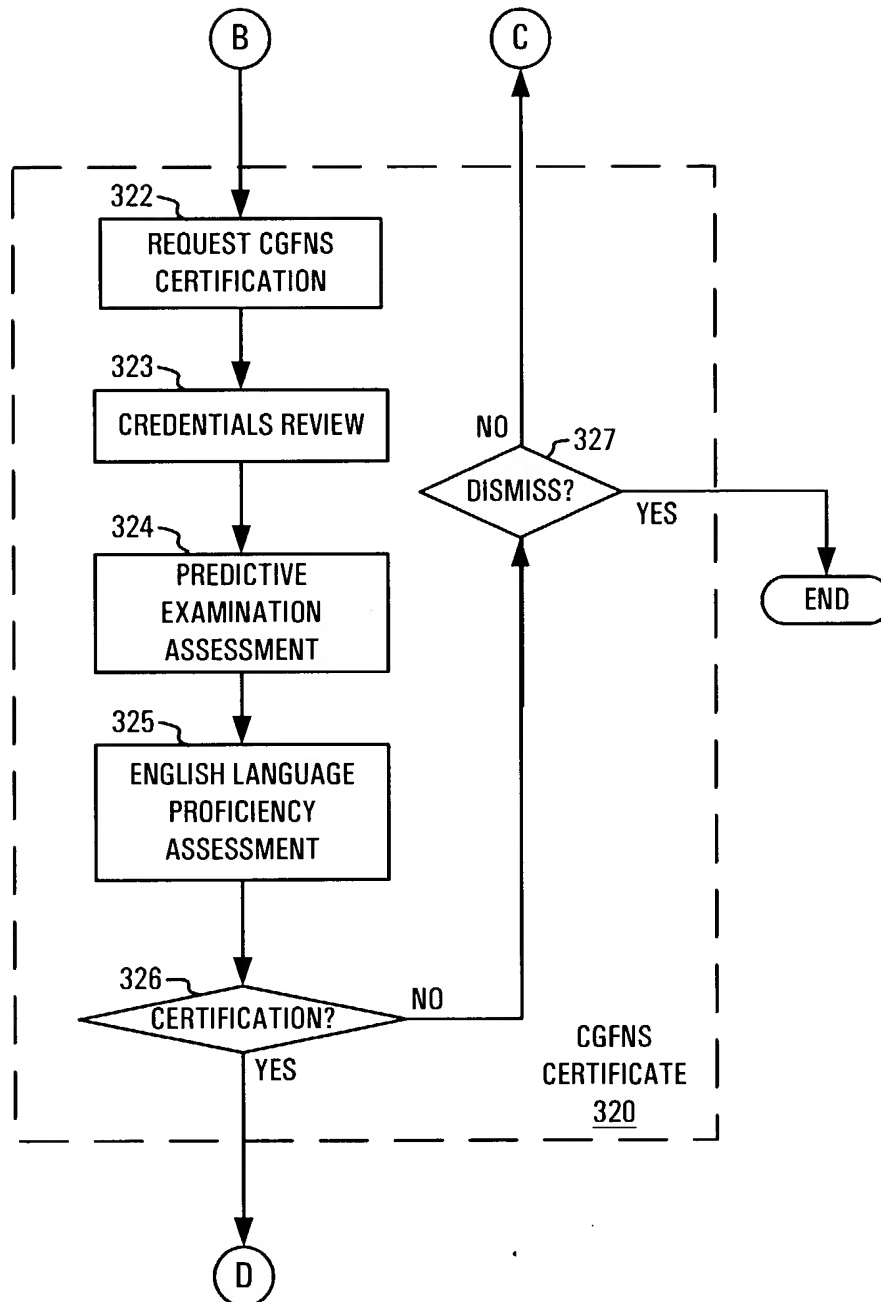 B
C
322
REQUEST CGFNS
CERTIFICATION
323
CREDENTIALS REVIEW
324
PREDICTIVE
EXAMINATION
ASSESSMENT
325
ENGLISH LANGUAGE
PROFICIENCY
ASSESSMENT
326
CERTIFICATION?
NO
YES
NO
327
DISMISS?
YES
END
CGFNS
CERTIFICATE
320
D